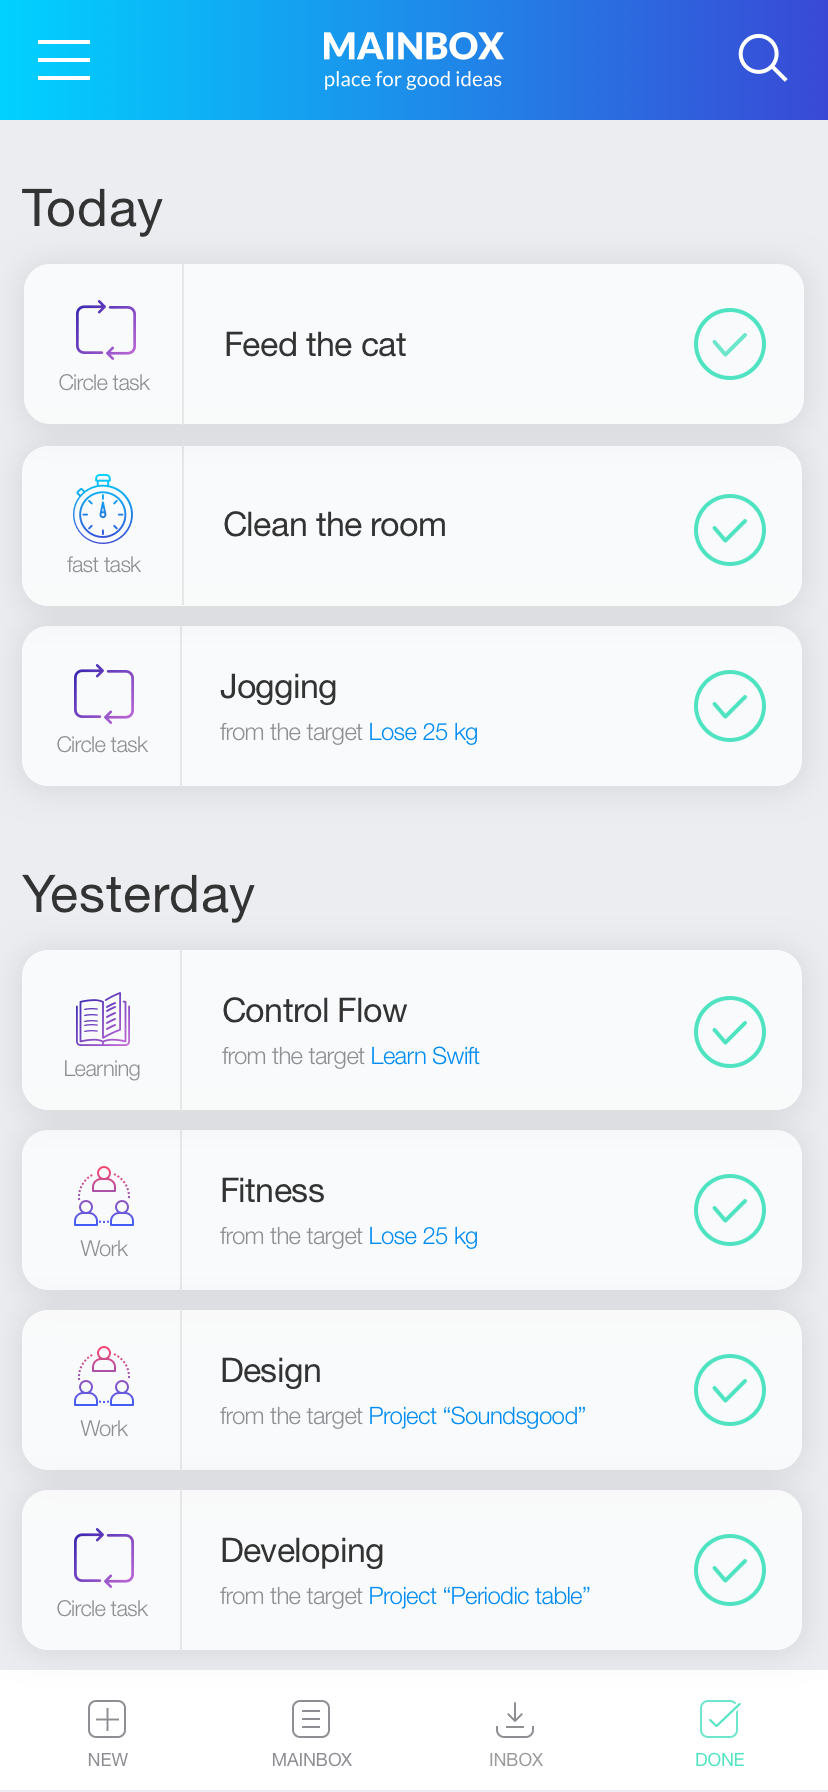 MAINBOX
place for good ideas
Today
Circle task
Feed the cat
fast task
Clean the room
Circle task
Jogging
from the target Lose 25 kg
Yesterday
Learning
Control Flow
from the target Learn Swift
Work
Fitness
from the target Lose 25 kg
Work
Design
from the target Project “Soundsgood”
Circle task
Developing
from the target Project “Periodic table”
NEW
MAINBOX
INBOX
DONE